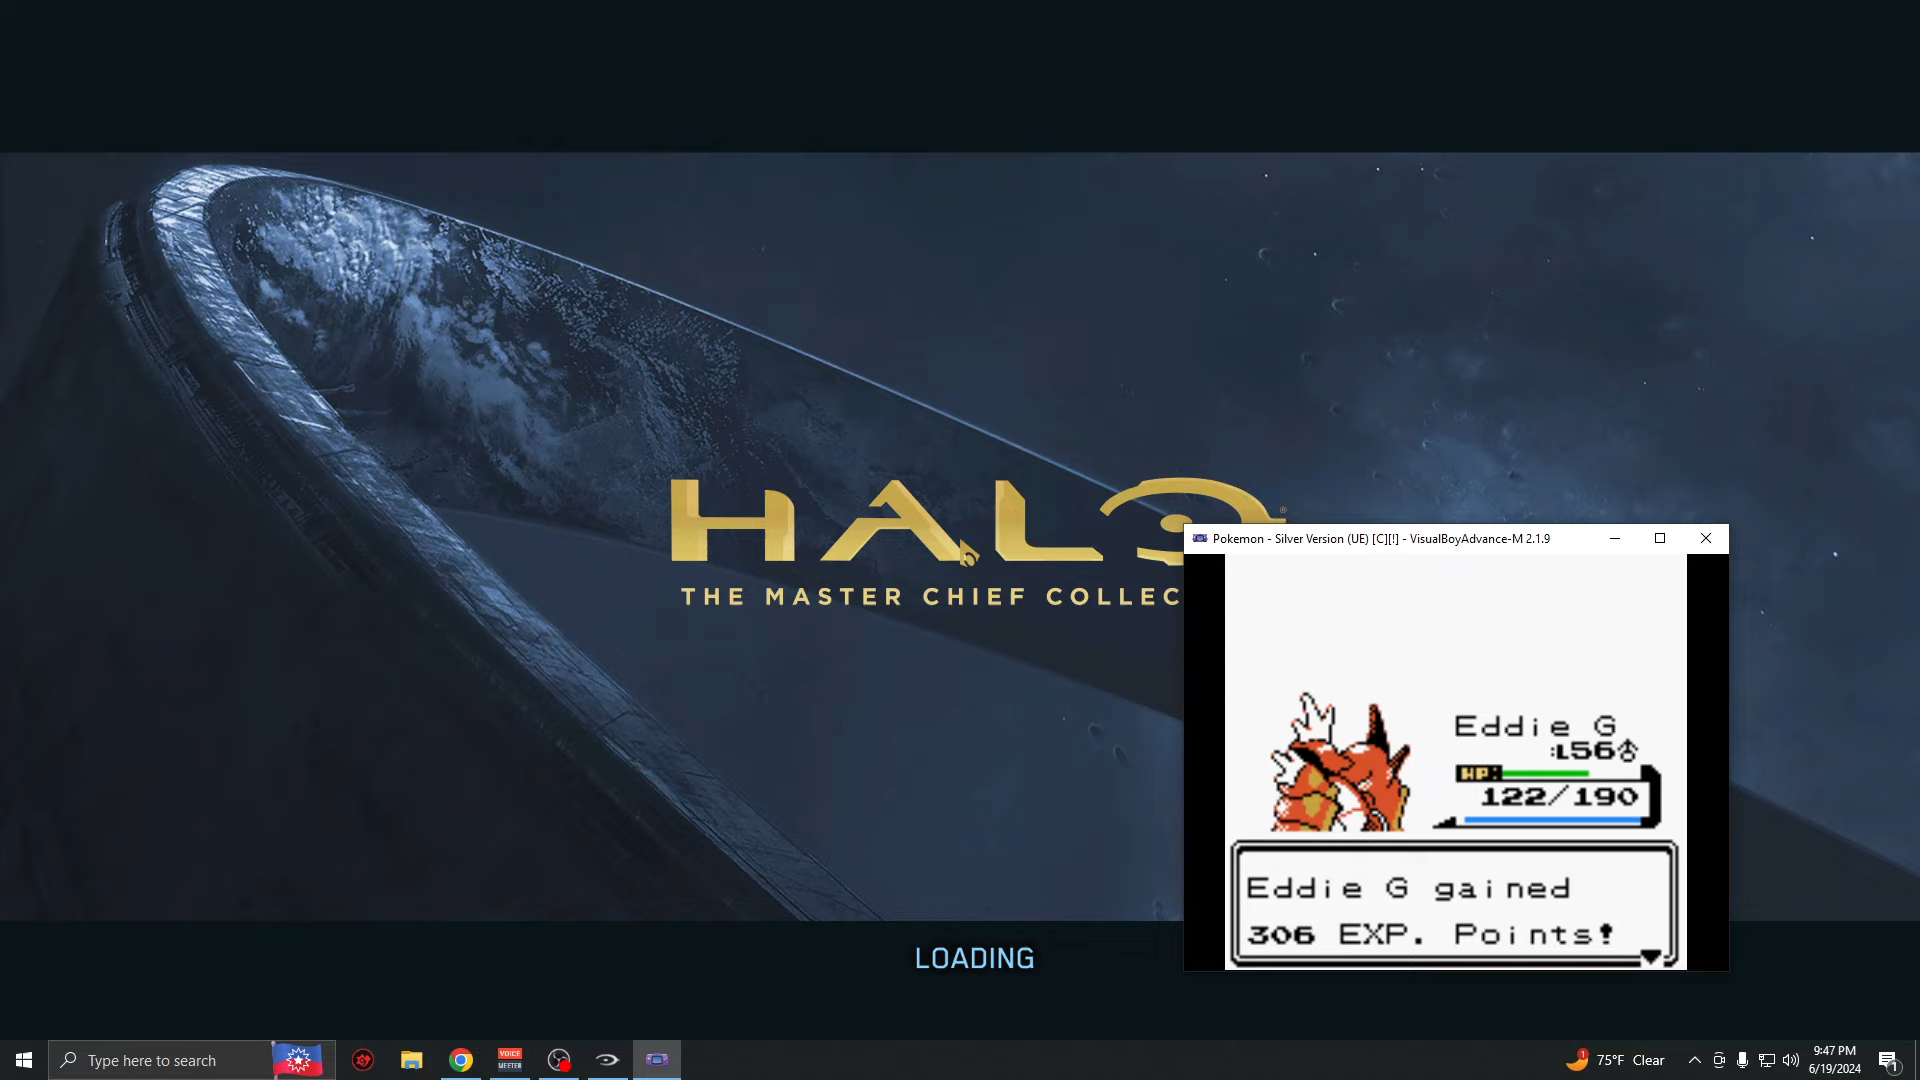 HALO
®
THE MASTER CHIEF COLLEC
Pokemon - Silver Version (UE) [C][!] - VisualBoyAdvance-M 2.1.9
Eddie G
:L56♂
HP:
122/190
Eddie G gained
306 EXP. Points!
LOADING
Type here to search
VOICE
MEETER
1
75°F Clear
9:47 PM
6/19/2024
1